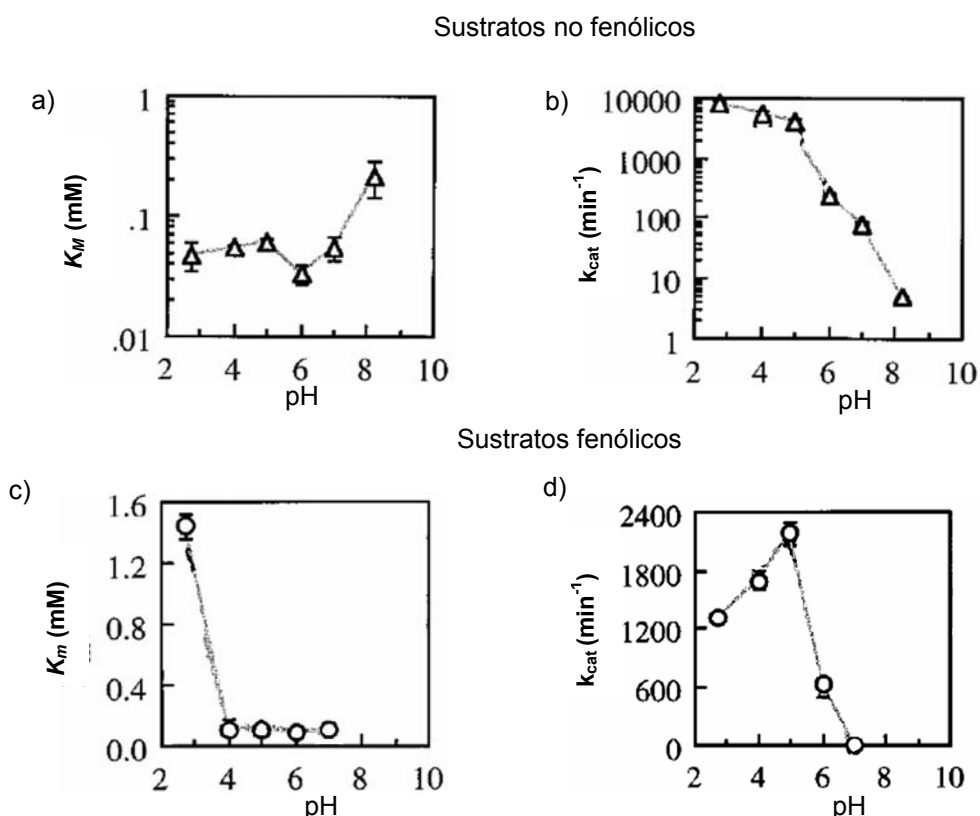 Sustratos no fenólicos
a)
K_M (mM)
1
.1
.01
2 4 6 8 10
pH
b)
k_cat (min⁻¹)
10000
1000
100
10
1
2 4 6 8 10
pH
Sustratos fenólicos
c)
K_m (mM)
1.6
1.2
0.8
0.4
0.0
2 4 6 8 10
pH
d)
k_cat (min⁻¹)
2400
1800
1200
600
0
2 4 6 8 10
pH